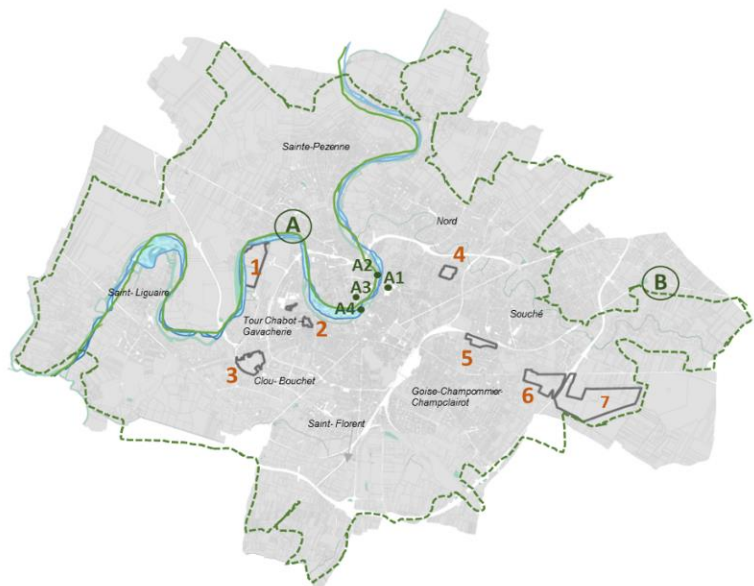 Sainte-Pezenne
Nord
A
4
1
A2
A1
B
A3
Saint- Liguaire
A4
Souché
Tour Chabot -
Gavacherie
2
5
3
Clou- Bouchet
Goise-Champommer-
Champclairot
6
7
Saint- Florent